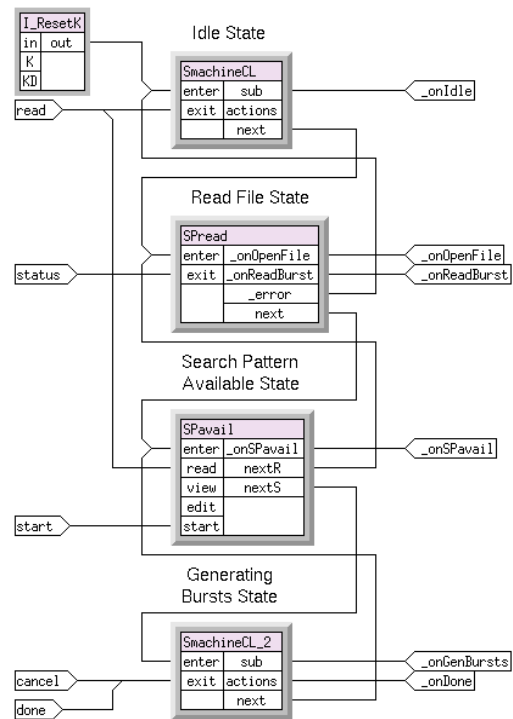 I_ResetK
in out
K
KD
Idle State
SmachineCL
enter sub
exit actions
next
read
_onIdle
Read File State
SPread
enter _onOpenFile
exit _onReadBurst
_error
next
status
_onOpenFile
_onReadBurst
Search Pattern
Available State
SPavail
enter _onSPavail
read nextR
view nextS
edit
start
start
_onSPavail
Generating
Bursts State
SmachineCL_2
enter sub
exit actions
next
cancel
done
_onGenBursts
_onDone